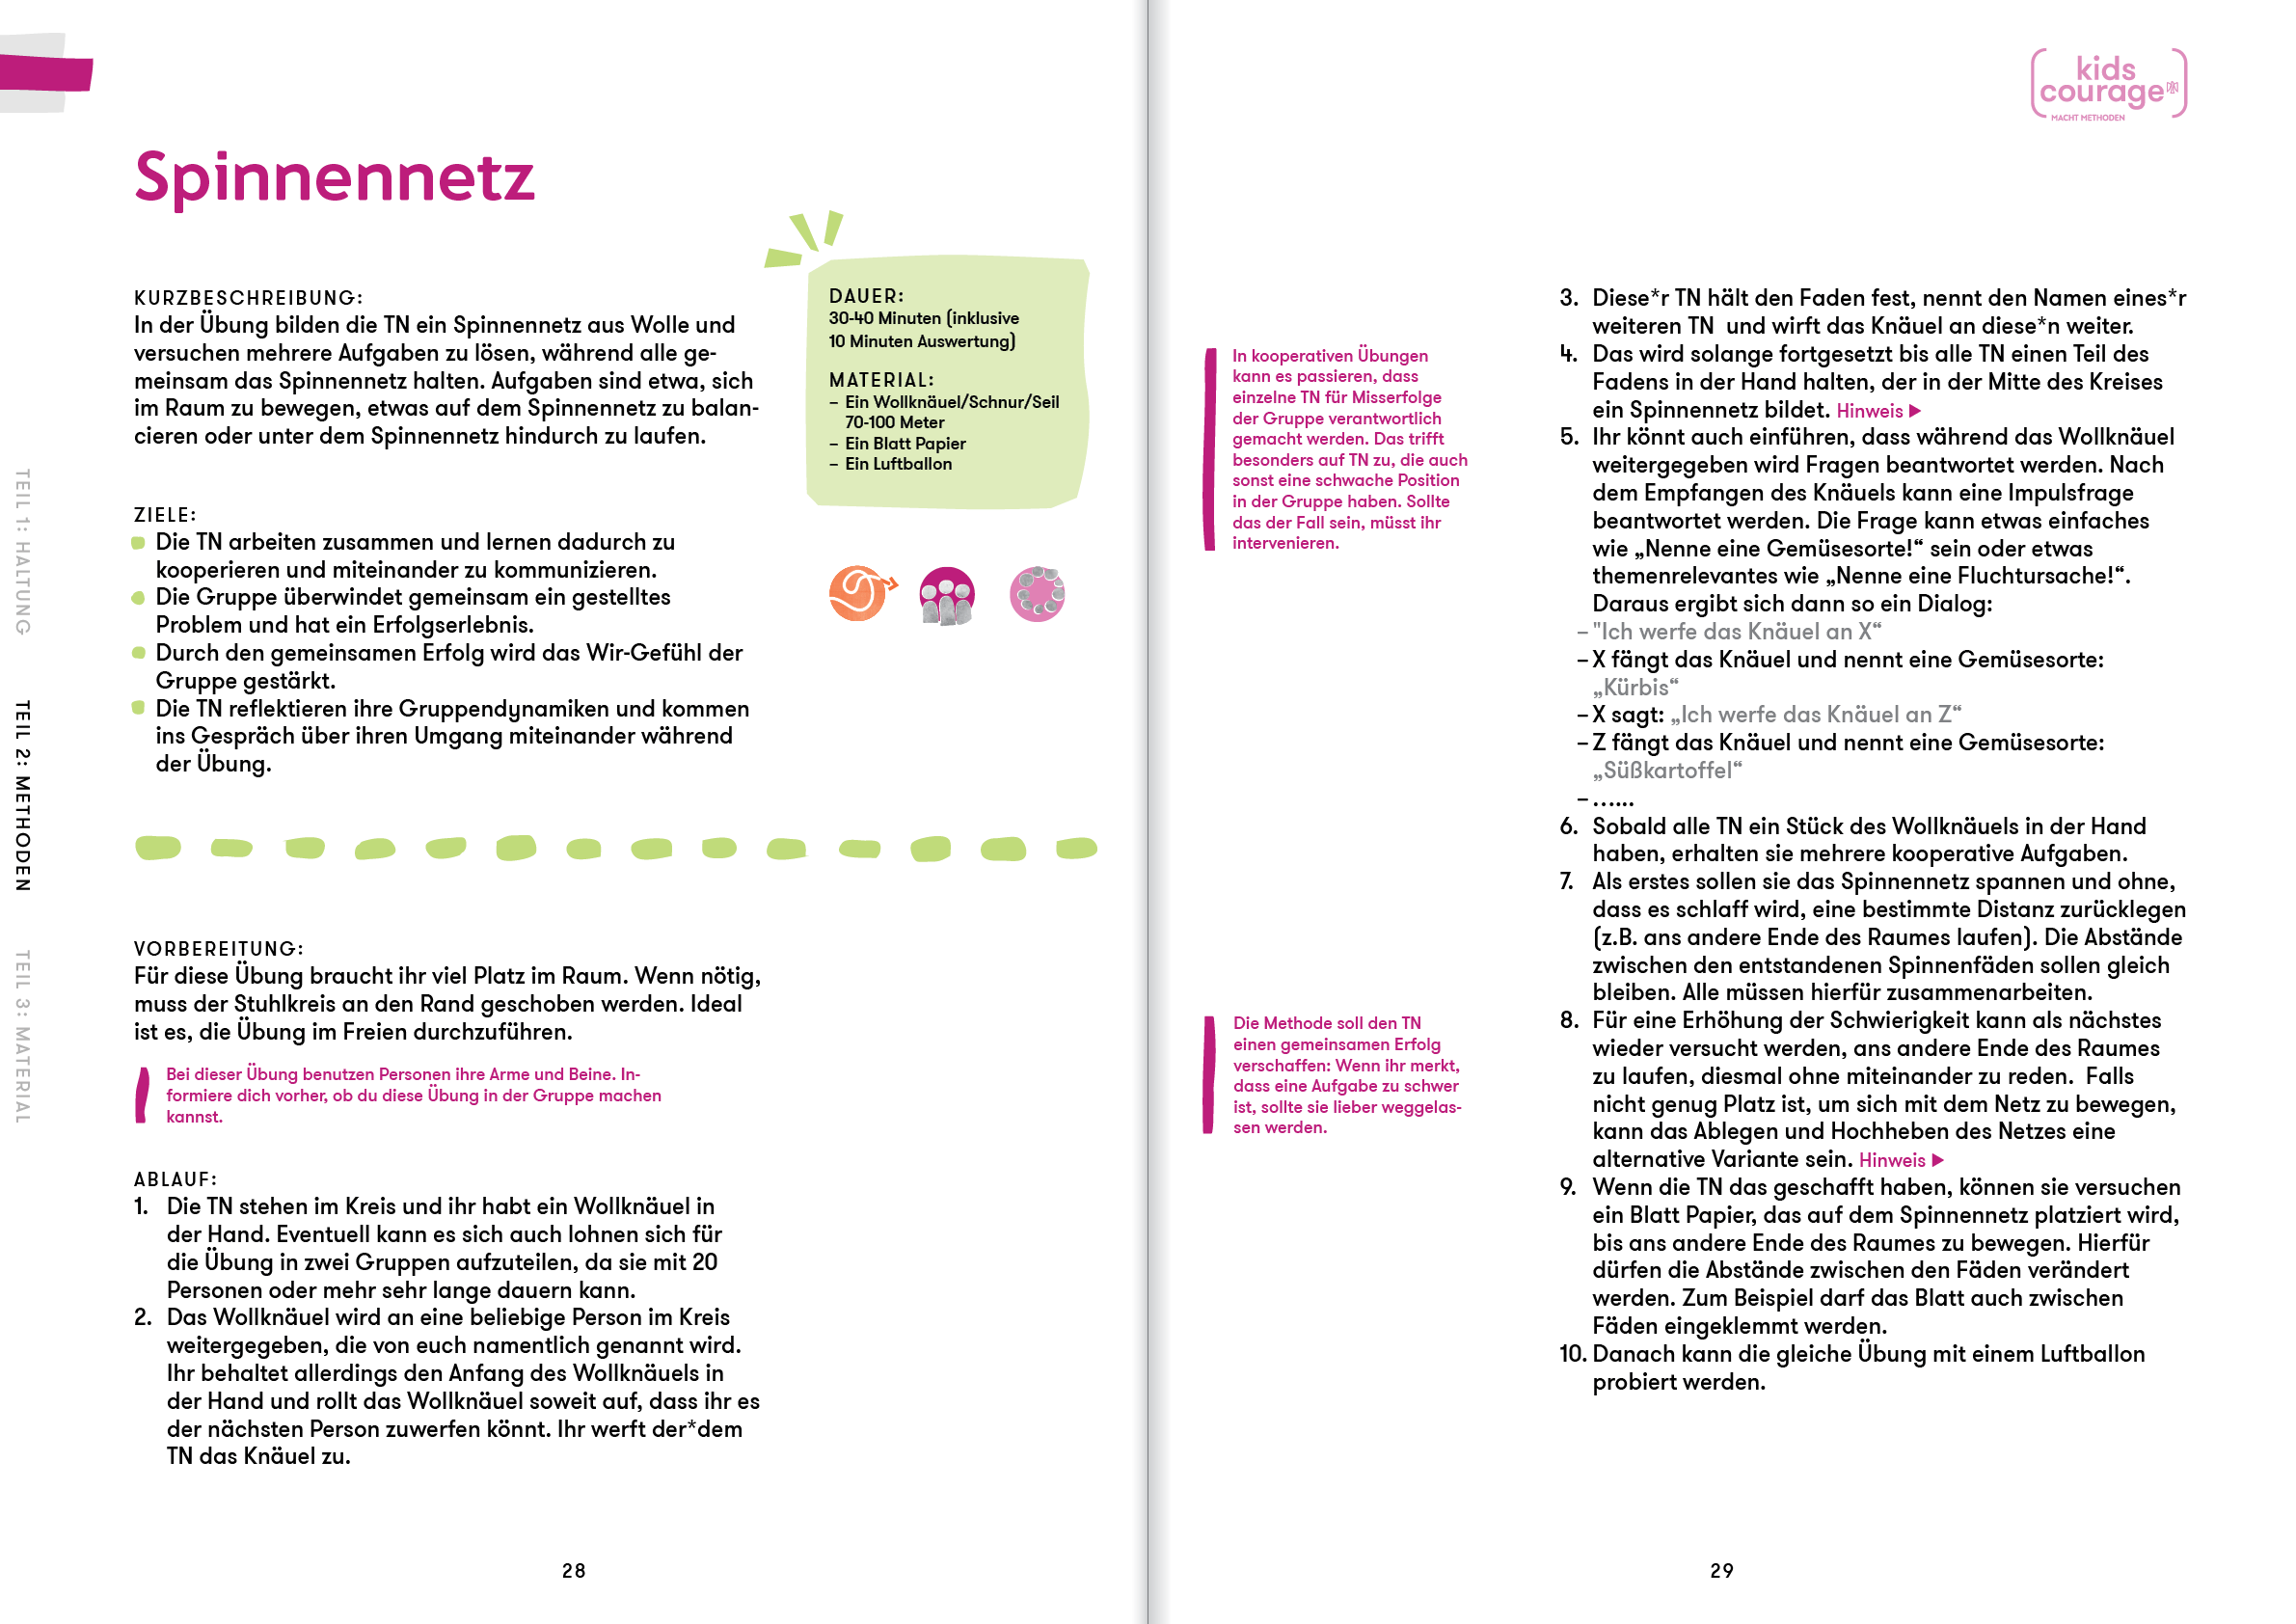 Spinnennetz
KURZBESCHREIBUNG:
In der Übung bilden die TN ein Spinnennetz aus Wolle und
versuchen mehrere Aufgaben zu lösen, während alle ge-
meinsam das Spinnennetz halten. Aufgaben sind etwa, sich
im Raum zu bewegen, etwas auf dem Spinnennetz zu balan-
cieren oder unter dem Spinnennetz hindurch zu laufen.
ZIELE:
Die TN arbeiten zusammen und lernen dadurch zu
kooperieren und miteinander zu kommunizieren.
Die Gruppe überwindet gemeinsam ein gestelltes
Problem und hat ein Erfolgserlebnis.
Durch den gemeinsamen Erfolg wird das Wir-Gefühl der
Gruppe gestärkt.
Die TN reflektieren ihre Gruppendynamiken und kommen
ins Gespräch über ihren Umgang miteinander während
der Übung.
DAUER:
30-40 Minuten (inklusive
10 Minuten Auswertung)
MATERIAL:
– Ein Wollknäuel/Schnur/Seil
70-100 Meter
– Ein Blatt Papier
– Ein Luftballon
TEIL 1: HALTUNG
TEIL 2: METHODEN
TEIL 3: MATERIAL
VORBEREITUNG:
Für diese Übung braucht ihr viel Platz im Raum. Wenn nötig,
muss der Stuhlkreis an den Rand geschoben werden. Ideal
ist es, die Übung im Freien durchzuführen.
Bei dieser Übung benutzen Personen ihre Arme und Beine. In-
formiere dich vorher, ob du diese Übung in der Gruppe machen
kannst.
ABLAUF:
1. Die TN stehen im Kreis und ihr habt ein Wollknäuel in
der Hand. Eventuell kann es sich auch lohnen sich für
die Übung in zwei Gruppen aufzuteilen, da sie mit 20
Personen oder mehr sehr lange dauern kann.
2. Das Wollknäuel wird an eine beliebige Person im Kreis
weitergegeben, die von euch namentlich genannt wird.
Ihr behaltet allerdings den Anfang des Wollknäuels in
der Hand und rollt das Wollknäuel soweit auf, dass ihr es
der nächsten Person zuwerfen könnt. Ihr werft der*dem
TN das Knäuel zu.
28
kids
courage
MACHT METHODEN
In kooperativen Übungen
kann es passieren, dass
einzelne TN für Misserfolge
der Gruppe verantwortlich
gemacht werden. Das trifft
besonders auf TN zu, die auch
sonst eine schwache Position
in der Gruppe haben. Sollte
das der Fall sein, müsst ihr
intervenieren.
Die Methode soll den TN
einen gemeinsamen Erfolg
verschaffen: Wenn ihr merkt,
dass eine Aufgabe zu schwer
ist, sollte sie lieber weggelas-
sen werden.
3. Diese*r TN hält den Faden fest, nennt den Namen eines*r
weiteren TN und wirft das Knäuel an diese*n weiter.
4. Das wird solange fortgesetzt bis alle TN einen Teil des
Fadens in der Hand halten, der in der Mitte des Kreises
ein Spinnennetz bildet. Hinweis ▶
5. Ihr könnt auch einführen, dass während das Wollknäuel
weitergegeben wird Fragen beantwortet werden. Nach
dem Empfangen des Knäuels kann eine Impulsfrage
beantwortet werden. Die Frage kann etwas einfaches
wie „Nenne eine Gemüsesorte!“ sein oder etwas
themenrelevantes wie „Nenne eine Fluchtursache!“.
Daraus ergibt sich dann so ein Dialog:
– "Ich werfe das Knäuel an X“
– X fängt das Knäuel und nennt eine Gemüsesorte:
„Kürbis“
– X sagt: „Ich werfe das Knäuel an Z“
– Z fängt das Knäuel und nennt eine Gemüsesorte:
„Süßkartoffel“
– …...
6. Sobald alle TN ein Stück des Wollknäuels in der Hand
haben, erhalten sie mehrere kooperative Aufgaben.
7. Als erstes sollen sie das Spinnennetz spannen und ohne,
dass es schlaff wird, eine bestimmte Distanz zurücklegen
(z.B. ans andere Ende des Raumes laufen). Die Abstände
zwischen den entstandenen Spinnenfäden sollen gleich
bleiben. Alle müssen hierfür zusammenarbeiten.
8. Für eine Erhöhung der Schwierigkeit kann als nächstes
wieder versucht werden, ans andere Ende des Raumes
zu laufen, diesmal ohne miteinander zu reden. Falls
nicht genug Platz ist, um sich mit dem Netz zu bewegen,
kann das Ablegen und Hochheben des Netzes eine
alternative Variante sein. Hinweis ▶
9. Wenn die TN das geschafft haben, können sie versuchen
ein Blatt Papier, das auf dem Spinnennetz platziert wird,
bis ans andere Ende des Raumes zu bewegen. Hierfür
dürfen die Abstände zwischen den Fäden verändert
werden. Zum Beispiel darf das Blatt auch zwischen
Fäden eingeklemmt werden.
10. Danach kann die gleiche Übung mit einem Luftballon
probiert werden.
29